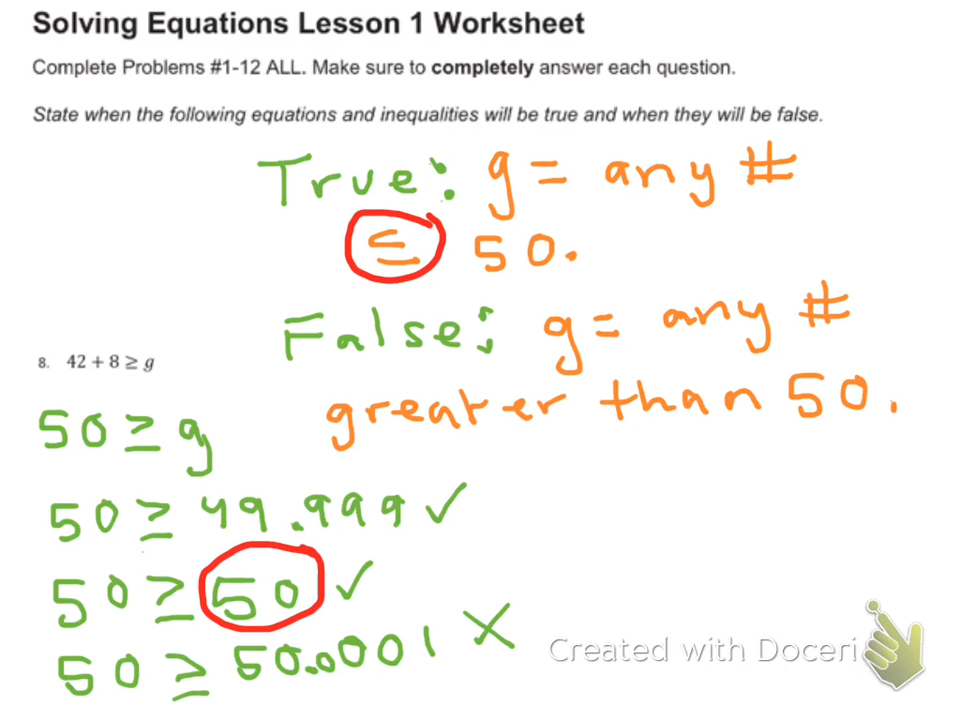 Solving Equations Lesson 1 Worksheet
Complete Problems #1-12 ALL. Make sure to completely answer each question.
State when the following equations and inequalities will be true and when they will be false.
True: g = any #
≤ 50.
False: g = any #
greater than 50.
8. 42 + 8 ≥ g
50 ≥ g
50 ≥ 49.999 ✓
50 ≥ 50 ✓
50 ≥ 50.0001 X
Created with Doceri